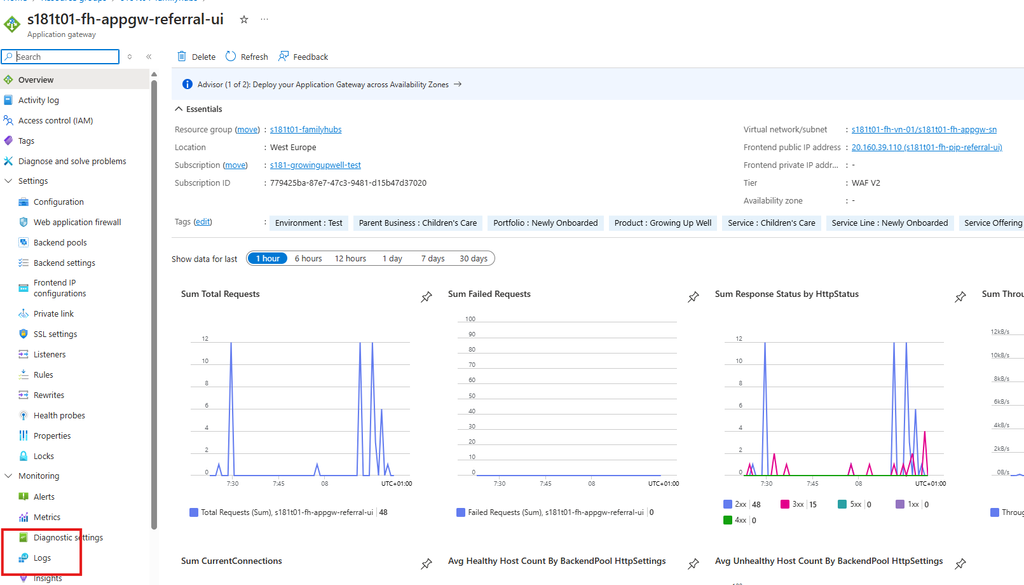 s181t01-fh-appgw-referral-ui ☆ ...
Application gateway
Search
Delete Refresh Feedback
Overview
Activity log
Access control (IAM)
Tags
Diagnose and solve problems
Settings
Configuration
Web application firewall
Backend pools
Backend settings
Frontend IP
configurations
Private link
SSL settings
Listeners
Rules
Rewrites
Health probes
Properties
Locks
Monitoring
Alerts
Metrics
Diagnostic settings
Logs
Insights
Advisor (1 of 2): Deploy your Application Gateway across Availability Zones →
Essentials
Resource group (move) : s181t01-familyhubs
Location : West Europe
Subscription (move) : s181-growingupwell-test
Subscription ID : 779425ba-87e7-47c3-9481-d15b47d37020
Virtual network/subnet : s181t01-fh-vn-01/s181t01-fh-appgw-sn
Frontend public IP address : 20.160.39.110 (s181t01-fh-pip-referral-ui)
Frontend private IP addr... : -
Tier : WAF V2
Availability zone : -
Tags (edit) : Environment : Test Parent Business : Children's Care Portfolio : Newly Onboarded Product : Growing Up Well Service : Children's Care Service Line : Newly Onboarded Service Offering
Show data for last 1 hour 6 hours 12 hours 1 day 7 days 30 days
Sum Total Requests
12
10
8
6
4
2
0
7:30 7:45 08 UTC+01:00
Total Requests (Sum), s181t01-fh-appgw-referral-ui 48
Sum Failed Requests
100
90
80
70
60
50
40
30
20
10
0
7:30 7:45 08 UTC+01:00
Failed Requests (Sum), s181t01-fh-appgw-referral-ui 0
Sum Response Status by HttpStatus
12
10
8
6
4
2
0
7:30 7:45 08 UTC+01:00
2xx 48 3xx 15 5xx 0 1xx 0
4xx 0
Sum Throu
12kB/s
10kB/s
8kB/s
6kB/s
4kB/s
2kB/s
0B/s
Throug
Sum CurrentConnections
Avg Healthy Host Count By BackendPool HttpSettings
Avg Unhealthy Host Count By BackendPool HttpSettings